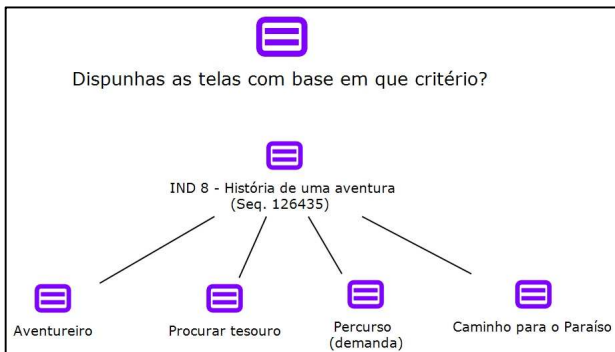 Dispunhas as telas com base em que critério?
IND 8 - História de uma aventura
(Seq. 126435)
Aventureiro
Procurar tesouro
Percurso
(demanda)
Caminho para o Paraíso